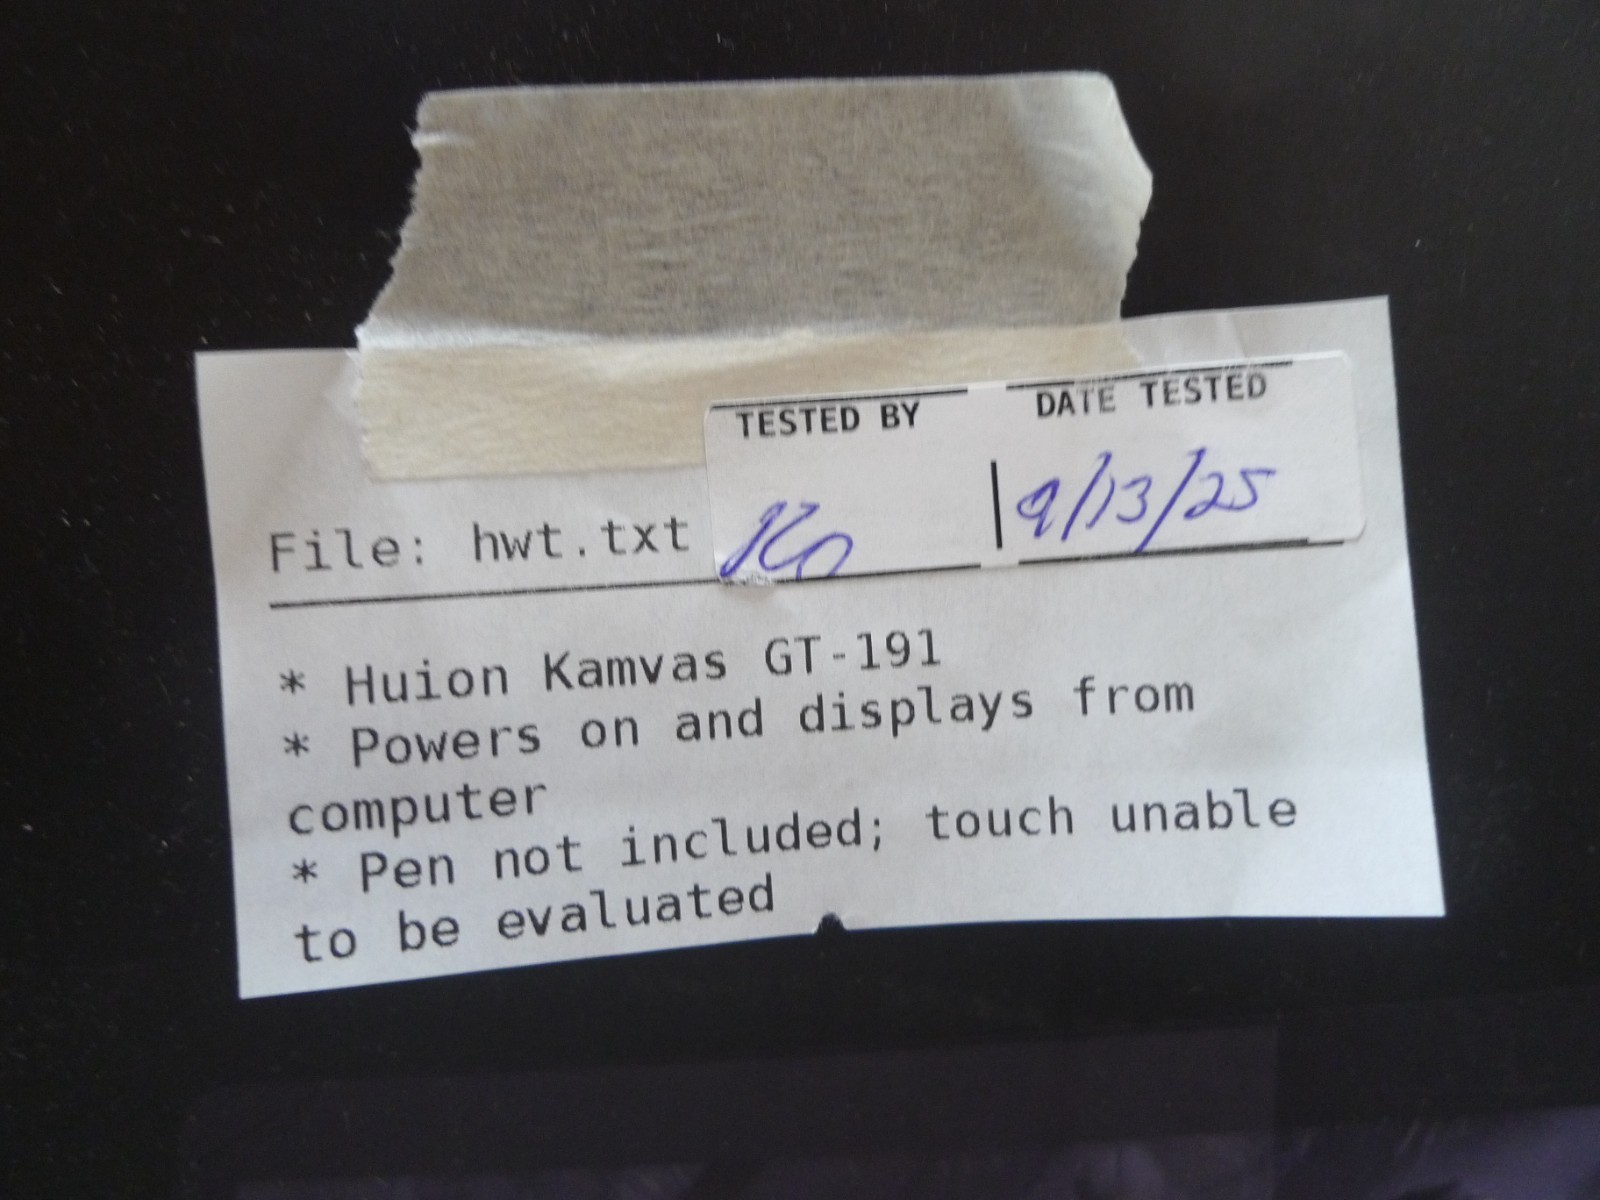 TESTED BY DATE TESTED
9/13/25
File: hwt.txt
* Huion Kamvas GT-191
* Powers on and displays from
computer
* Pen not included; touch unable
to be evaluated